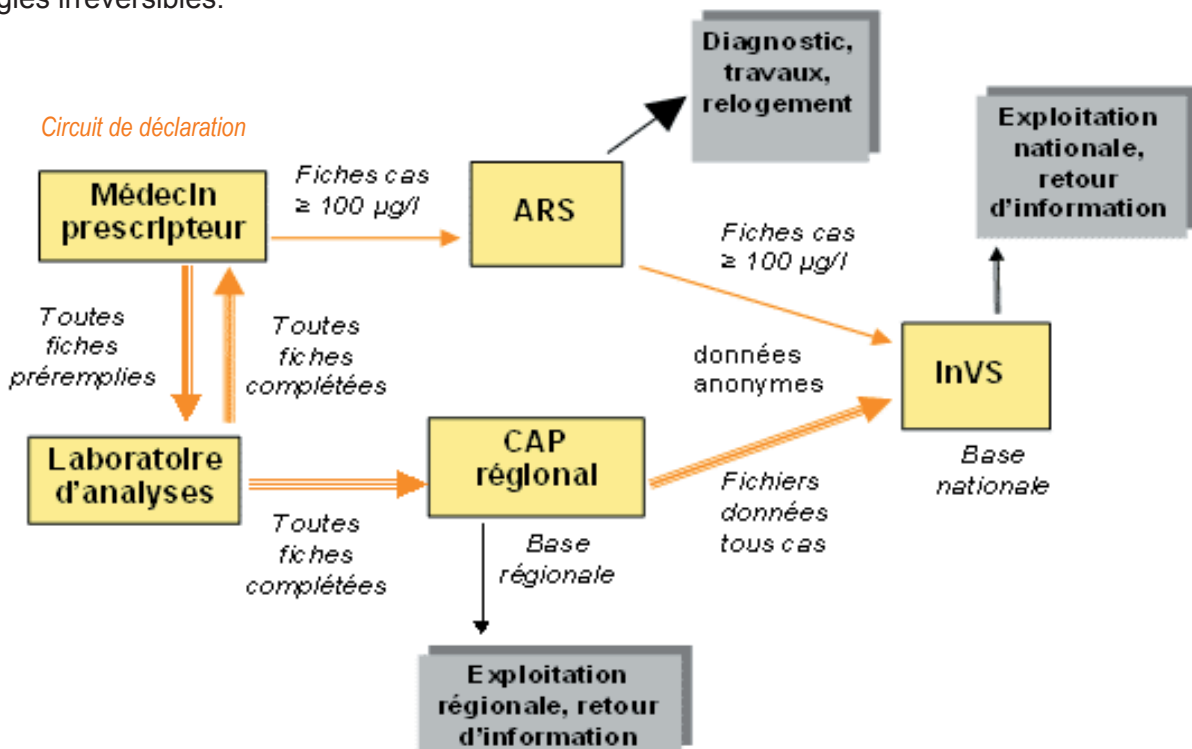 gies irréversibles.
Diagnostic,
travaux,
relogement
Exploitation
nationale,
retour
d'information
Circuit de déclaration
Médecin
prescripteur
Fiches cas
≥ 100 µg/l
ARS
Fiches cas
≥ 100 µg/l
Toutes
fiches
préremplies
Toutes
fiches
complétées
données
anonymes
InVS
Base
nationale
Laboratoire
d'analyses
CAP
régional
Toutes
fiches
complétées
Base
régionale
Fichiers
données
tous cas
Exploitation
régionale, retour
d'information